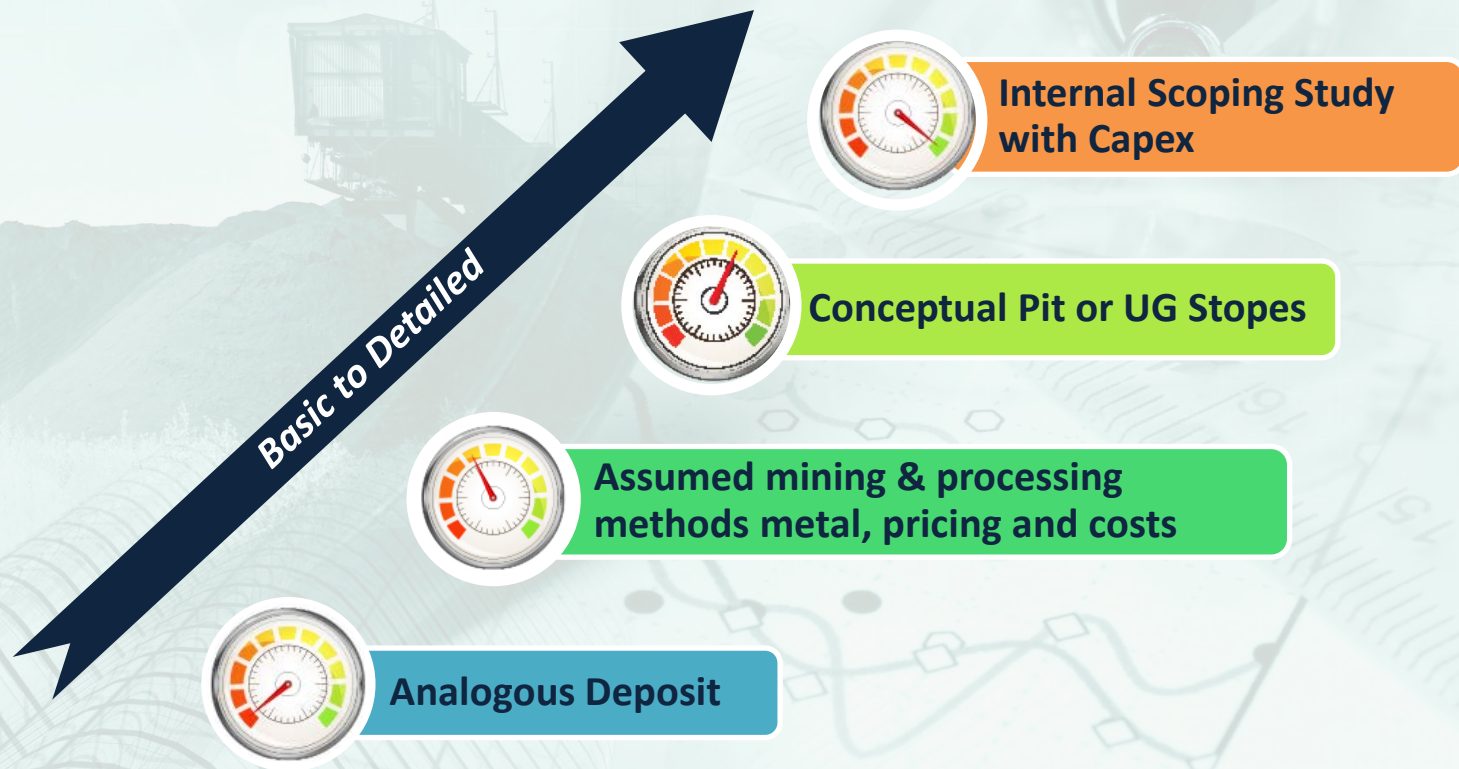 Internal Scoping Study
with Capex
Conceptual Pit or UG Stopes
Basic to Detailed
Assumed mining & processing
methods metal, pricing and costs
Analogous Deposit